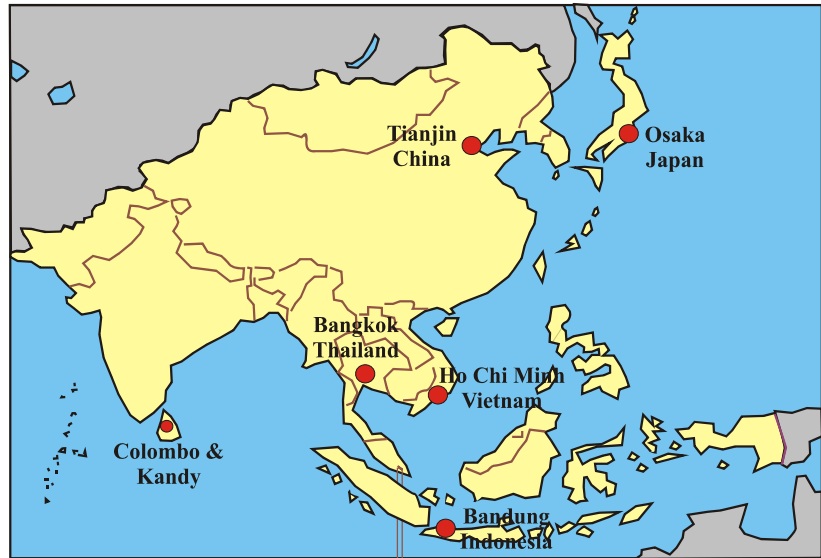 Tianjin
China
Osaka
Japan
Bangkok
Thailand
Ho Chi Minh
Vietnam
Colombo &
Kandy
Bandung
Indonesia